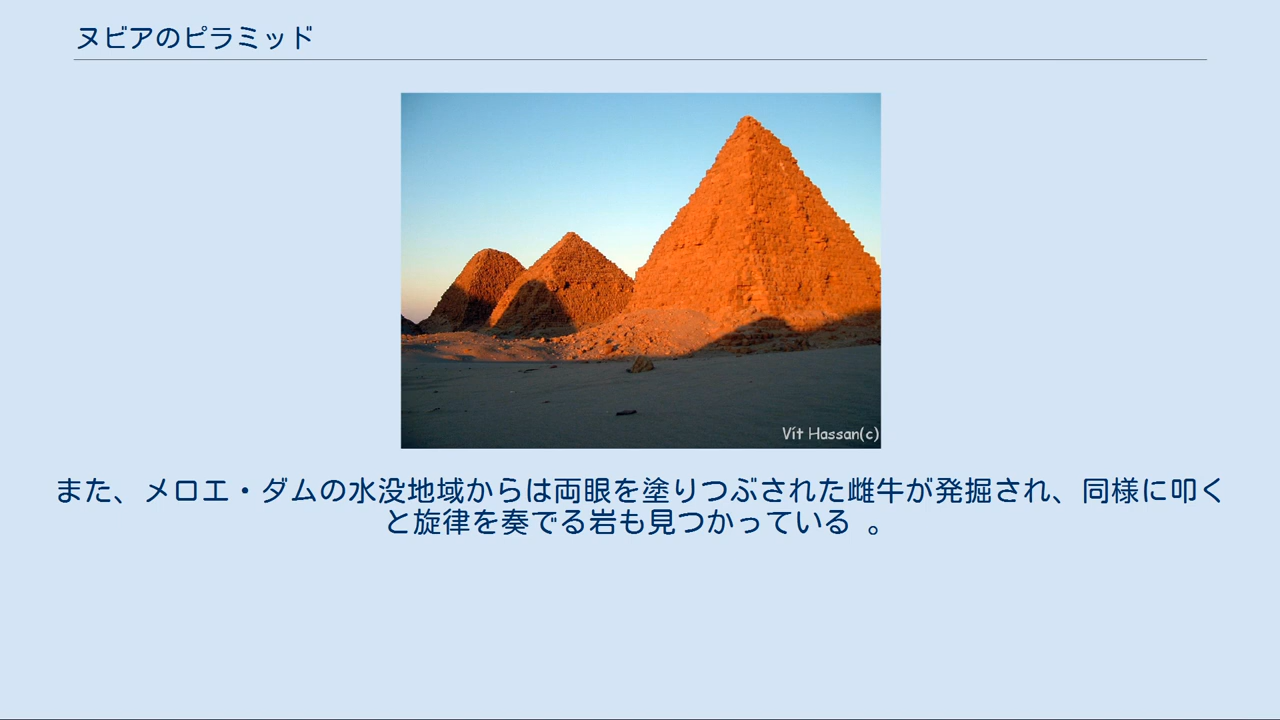 ヌビアのピラミッド
Vít Hassan(c)
また、メロエ・ダムの水没地域からは両眼を塗りつぶされた雌牛が発掘され、同様に叩く
と旋律を奏でる岩も見つかっている 。